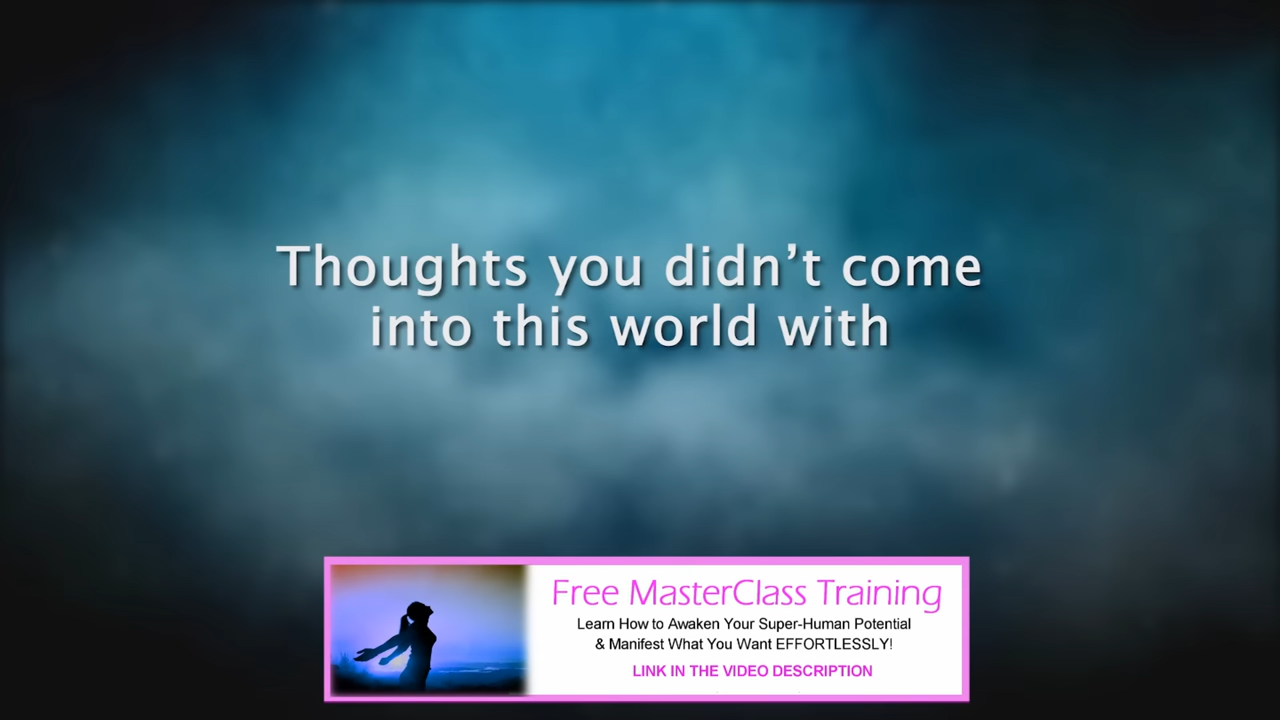 Thoughts you didn’t come
into this world with
Free MasterClass Training
Learn How to Awaken Your Super-Human Potential
& Manifest What You Want EFFORTLESSLY!
LINK IN THE VIDEO DESCRIPTION